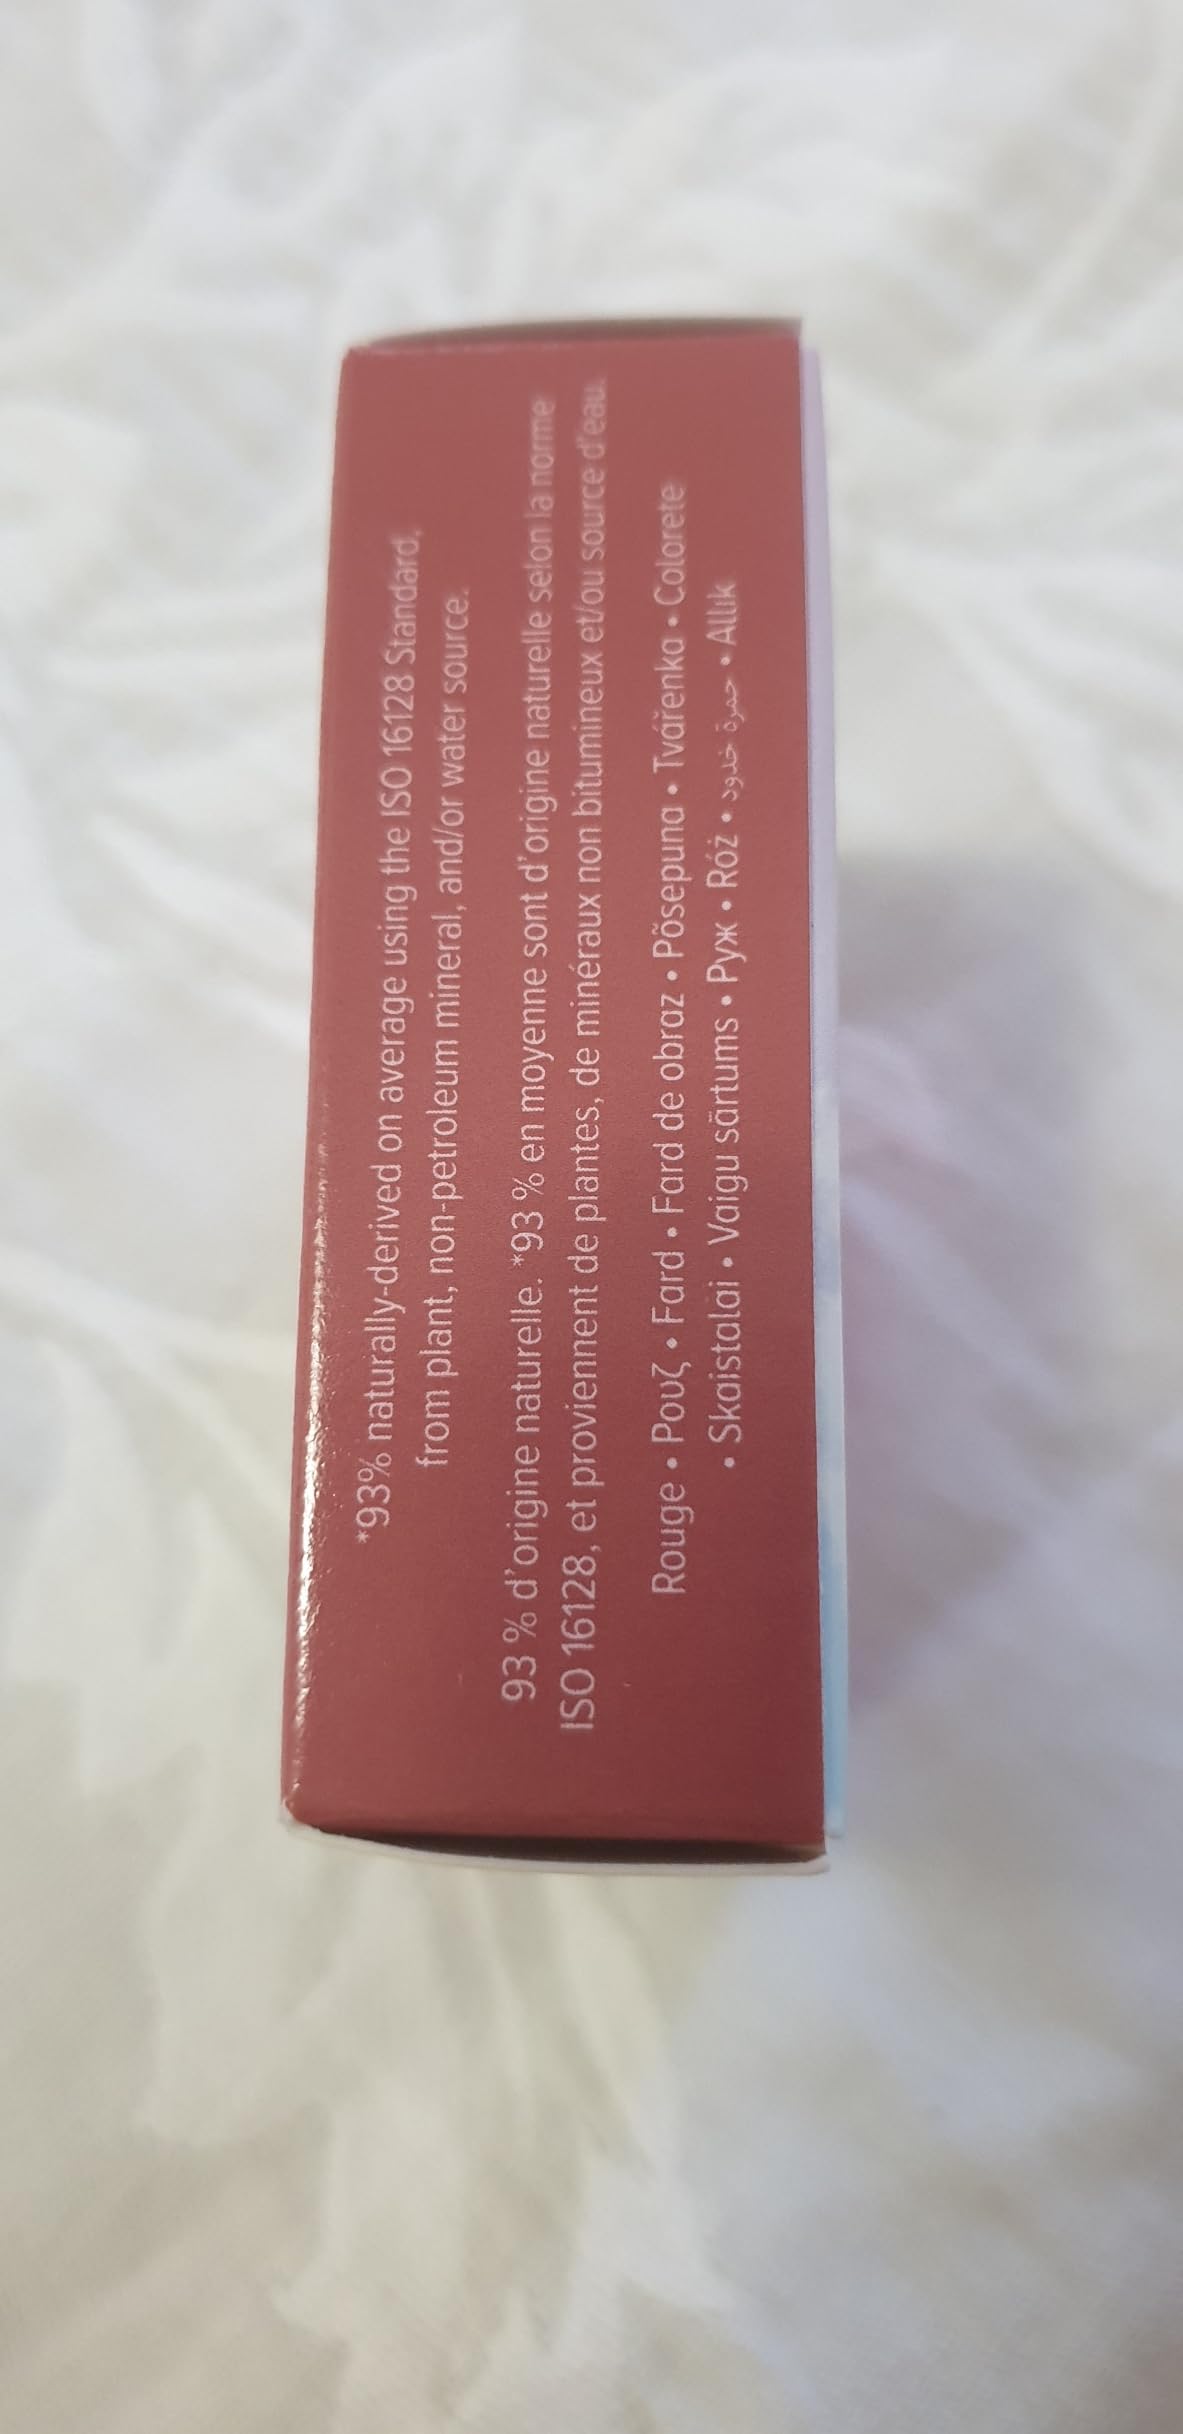 *93% naturally-derived on average using the ISO 16128 Standard,
from plant, non-petroleum mineral, and/or water source.
93 % d'origine naturelle. *93 % en moyenne sont d'origine naturelle selon la norme
ISO 16128, et proviennent de plantes, de minéraux non bitumineux et/ou source d'eau.
Rouge • Ρουζ • Fard • Fard de obraz • Põsepuna • Tvářenka • Colorete
• Skaistalai • Vaigu sārtums • Руж • Róż • حمرة خدود • Allık